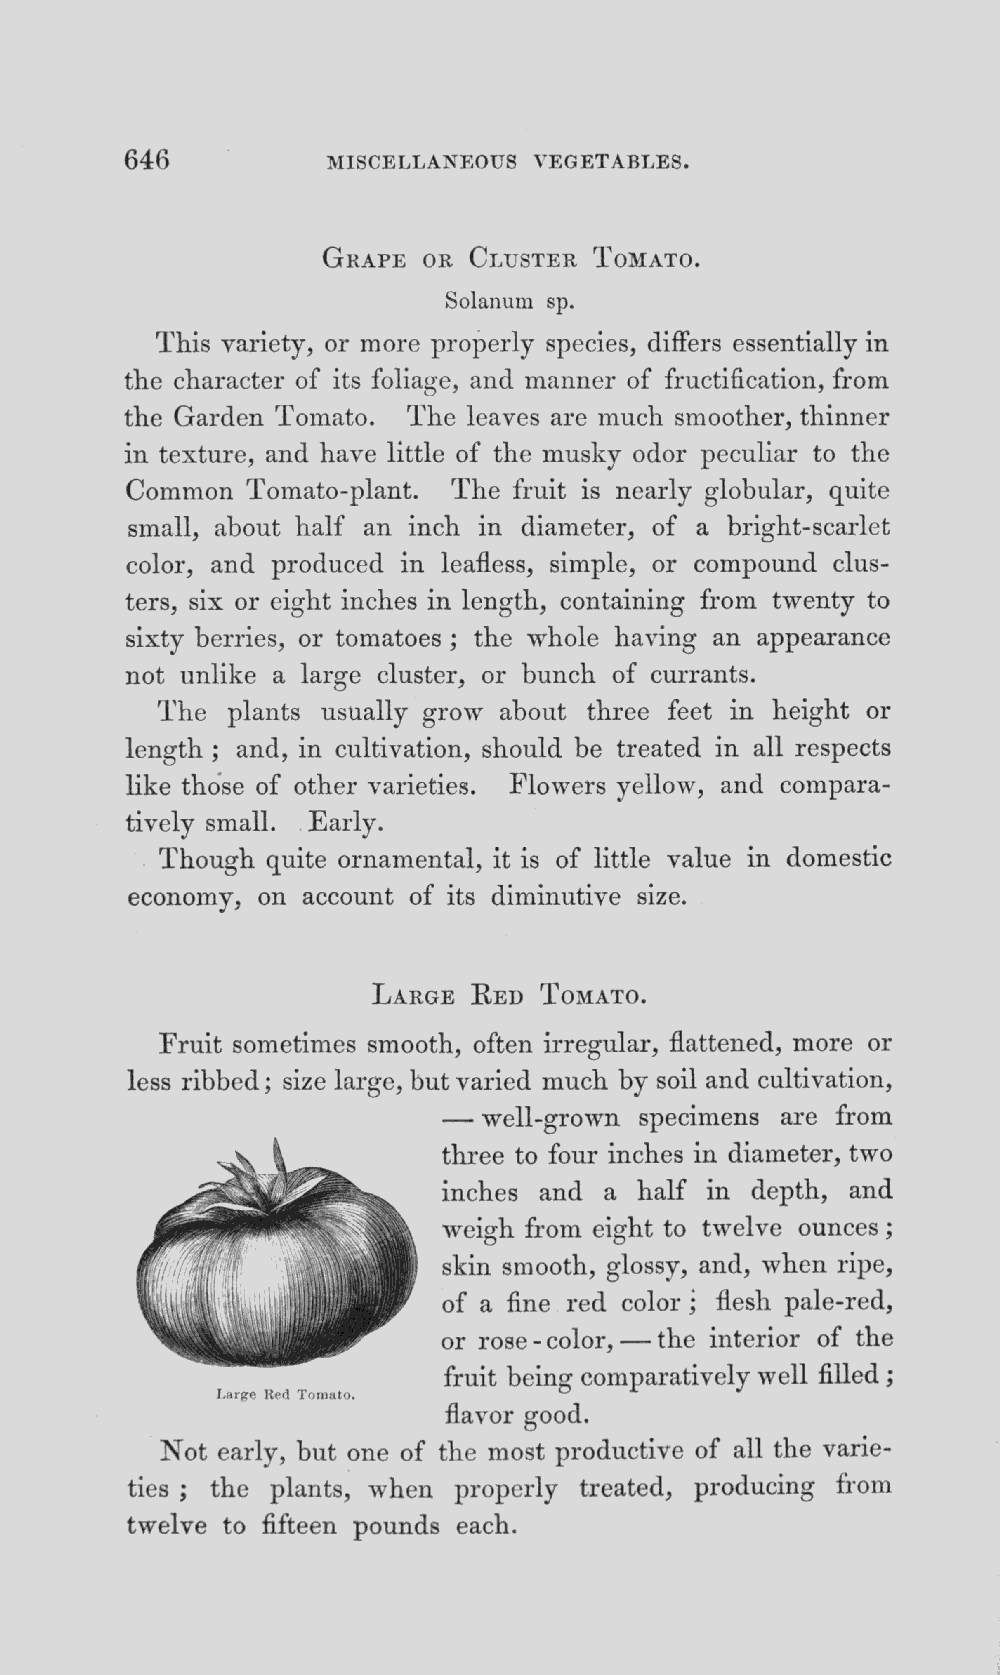 646 MISCELLANEOUS VEGETABLES.
GRAPE OR CLUSTER TOMATO.
Solanum sp.
This variety, or more properly species, differs essentially in
the character of its foliage, and manner of fructification, from
the Garden Tomato. The leaves are much smoother, thinner
in texture, and have little of the musky odor peculiar to the
Common Tomato-plant. The fruit is nearly globular, quite
small, about half an inch in diameter, of a bright-scarlet
color, and produced in leafless, simple, or compound clus-
ters, six or eight inches in length, containing from twenty to
sixty berries, or tomatoes ; the whole having an appearance
not unlike a large cluster, or bunch of currants.
The plants usually grow about three feet in height or
length ; and, in cultivation, should be treated in all respects
like those of other varieties. Flowers yellow, and compara-
tively small. Early.
Though quite ornamental, it is of little value in domestic
economy, on account of its diminutive size.
LARGE RED TOMATO.
Fruit sometimes smooth, often irregular, flattened, more or
less ribbed ; size large, but varied much by soil and cultivation,
— well-grown specimens are from
three to four inches in diameter, two
inches and a half in depth, and
weigh from eight to twelve ounces ;
skin smooth, glossy, and, when ripe,
of a fine red color ; flesh pale-red,
or rose-color, — the interior of the
fruit being comparatively well filled ;
flavor good.
Large Red Tomato.
Not early, but one of the most productive of all the varie-
ties ; the plants, when properly treated, producing from
twelve to fifteen pounds each.